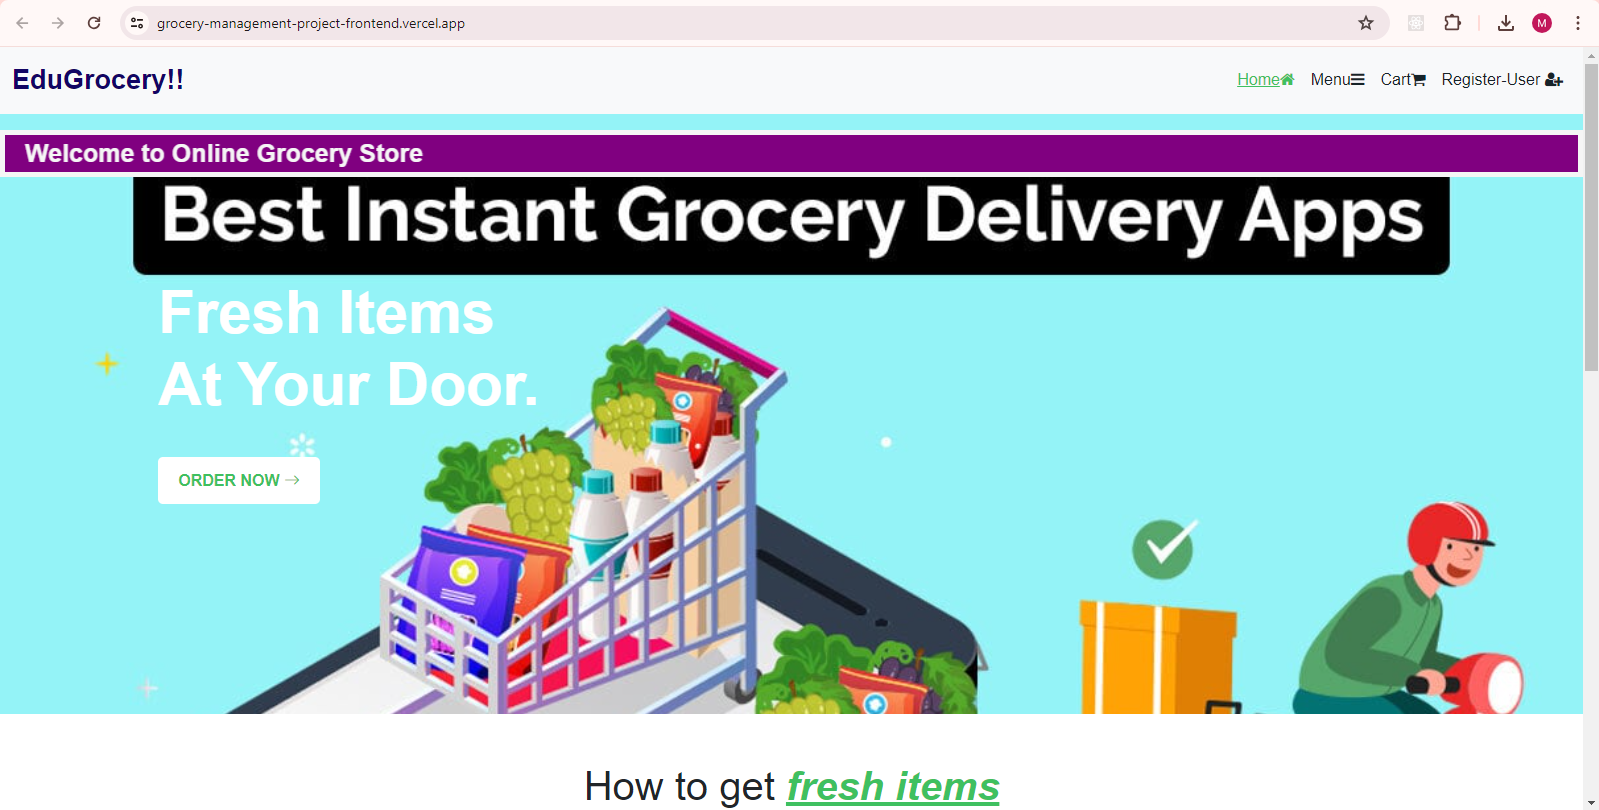 grocery-management-project-frontend.vercel.app
M
EduGrocery!!
Home Menu Cart Register-User
Welcome to Online Grocery Store
Best Instant Grocery Delivery Apps
Fresh Items
At Your Door.
ORDER NOW →
How to get fresh items